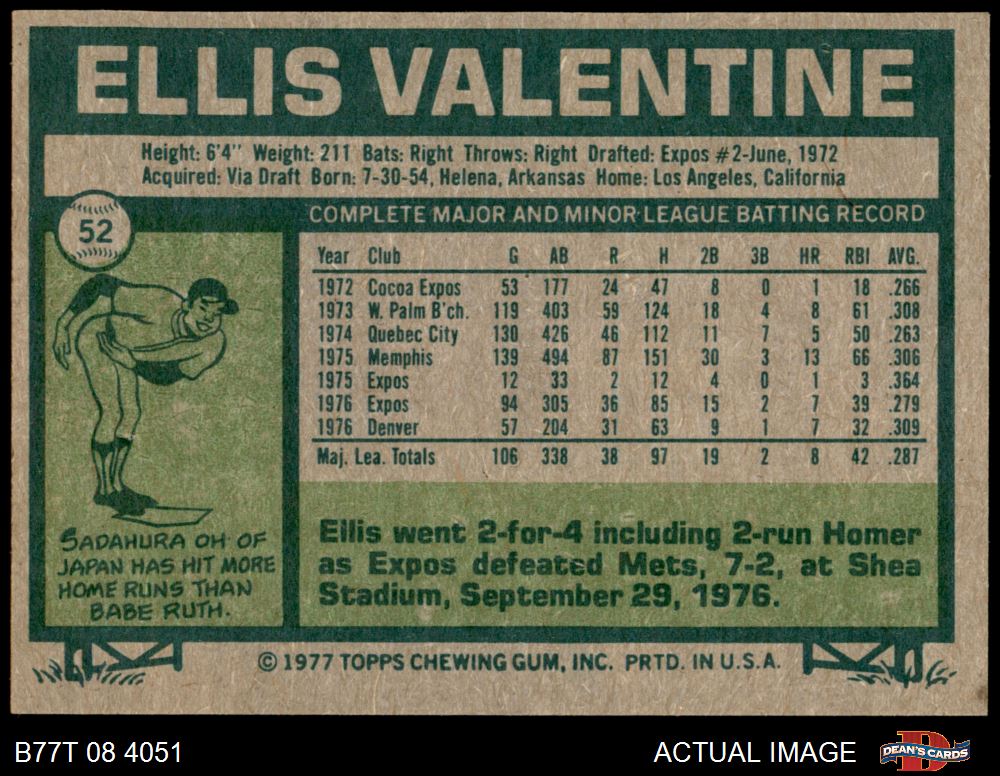 ELLIS VALENTINE
Height: 6'4" Weight: 211 Bats: Right Throws: Right Drafted: Expos #2-June, 1972
Acquired: Via Draft Born: 7-30-54, Helena, Arkansas Home: Los Angeles, California
52
COMPLETE MAJOR AND MINOR LEAGUE BATTING RECORD
Year Club G AB R H 2B 3B HR RBI AVG.
1972 Cocoa Expos 53 177 24 47 8 0 1 18 .266
1973 W. Palm B'ch. 119 403 59 124 18 4 8 61 .308
1974 Quebec City 130 426 46 112 11 7 5 50 .263
1975 Memphis 139 494 87 151 30 3 13 66 .306
1975 Expos 12 33 2 12 4 0 1 3 .364
1976 Expos 94 305 36 85 15 2 7 39 .279
1976 Denver 57 204 31 63 9 1 7 32 .309
Maj. Lea. Totals 106 338 38 97 19 2 8 42 .287
SADAHURA OH OF
JAPAN HAS HIT MORE
HOME RUNS THAN
BABE RUTH.
Ellis went 2-for-4 including 2-run Homer
as Expos defeated Mets, 7-2, at Shea
Stadium, September 29, 1976.
© 1977 TOPPS CHEWING GUM, INC. PRTD. IN U.S.A.
B77T 08 4051
ACTUAL IMAGE
D
DEAN'S CARDS